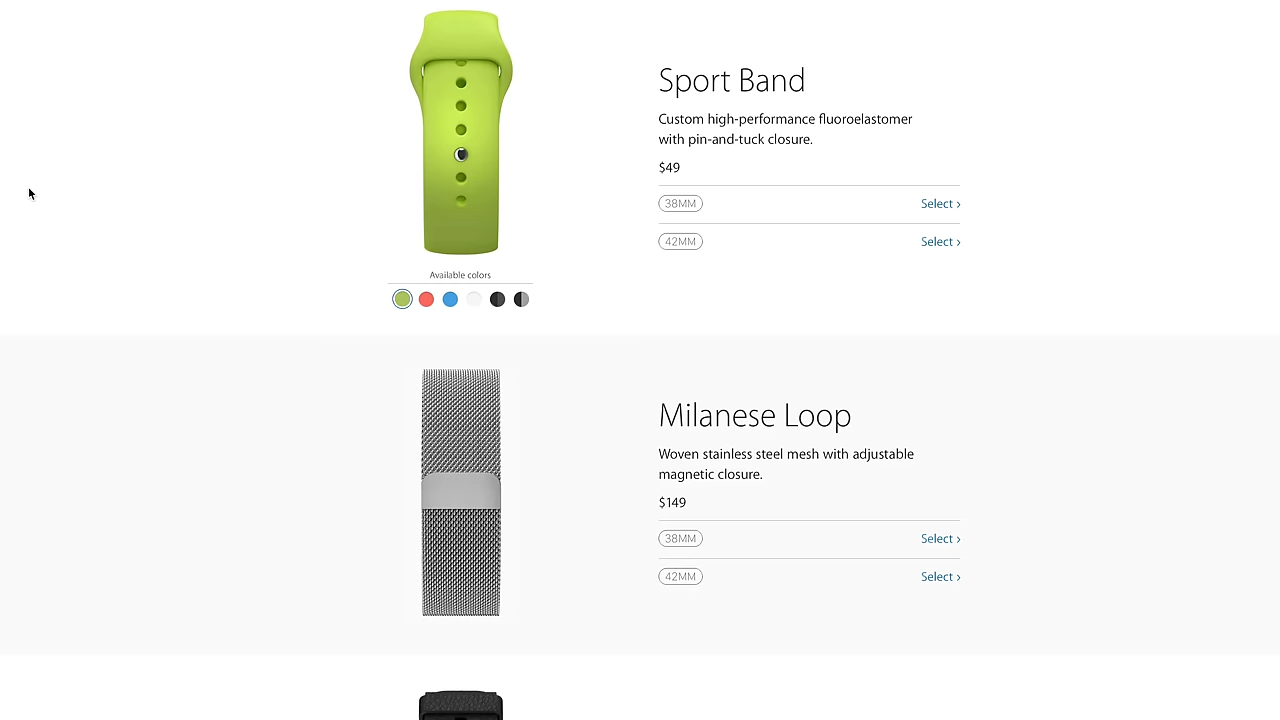 Sport Band
Custom high-performance fluoroelastomer
with pin-and-tuck closure.
$49
38MM Select ›
42MM Select ›
Available colors
Milanese Loop
Woven stainless steel mesh with adjustable
magnetic closure.
$149
38MM Select ›
42MM Select ›